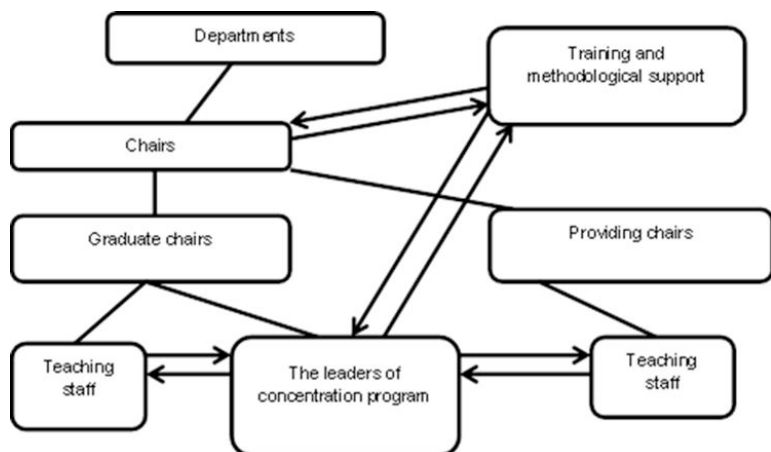 Departments
Training and
methodological support
Chairs
Graduate chairs
Providing chairs
Teaching
staff
The leaders of
concentration program
Teaching
staff